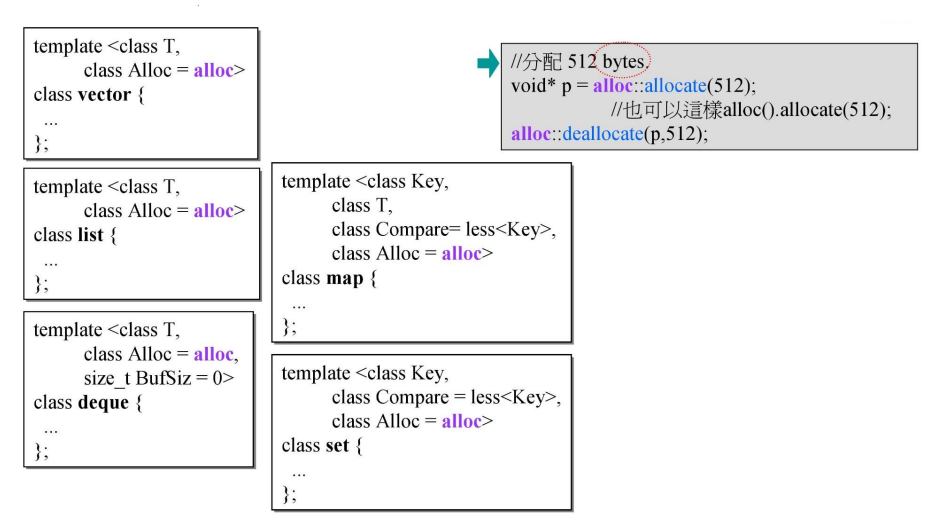 template <class T,
class Alloc = alloc>
class vector {
...
};
template <class T,
class Alloc = alloc>
class list {
...
};
template <class T,
class Alloc = alloc,
size_t BufSiz = 0>
class deque {
...
};
template <class Key,
class T,
class Compare= less<Key>,
class Alloc = alloc>
class map {
...
};
template <class Key,
class Compare = less<Key>,
class Alloc = alloc>
class set {
...
};
//分配 512 bytes.
void* p = alloc::allocate(512);
//也可以這樣alloc().allocate(512);
alloc::deallocate(p,512);